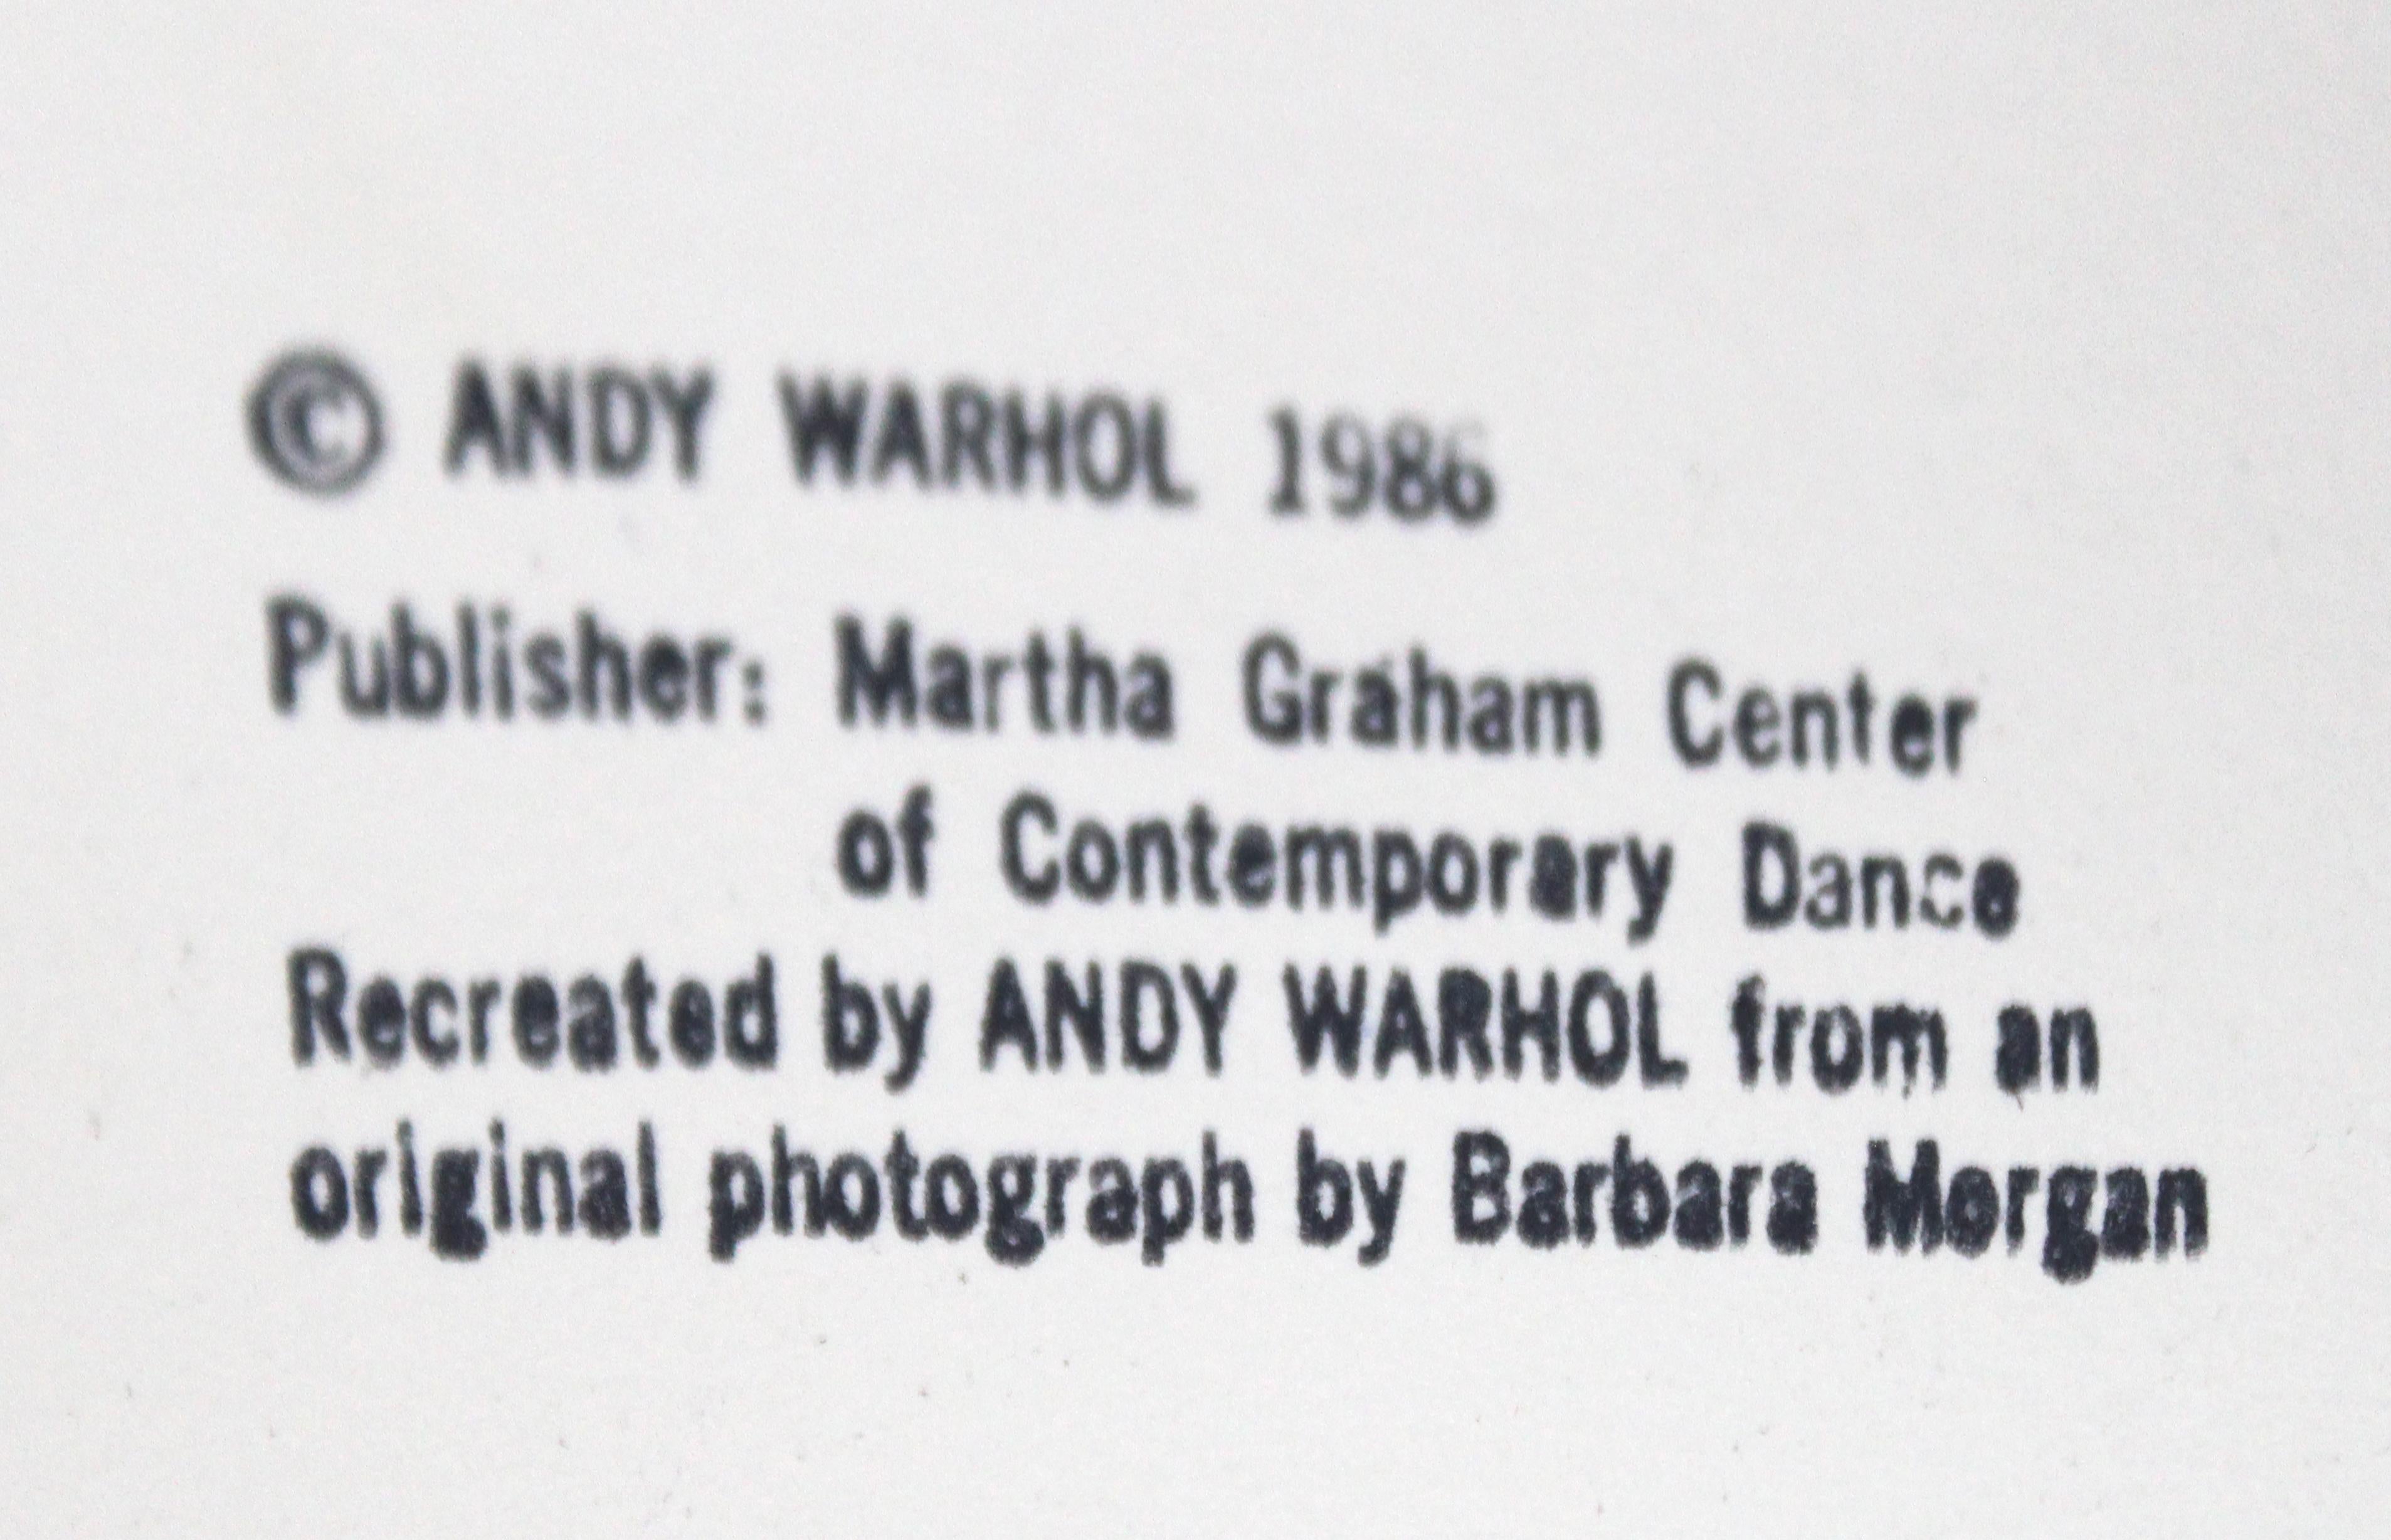 © ANDY WARHOL 1986
Publisher: Martha Graham Center
of Contemporary Dance
Recreated by ANDY WARHOL from an
original photograph by Barbara Morgan